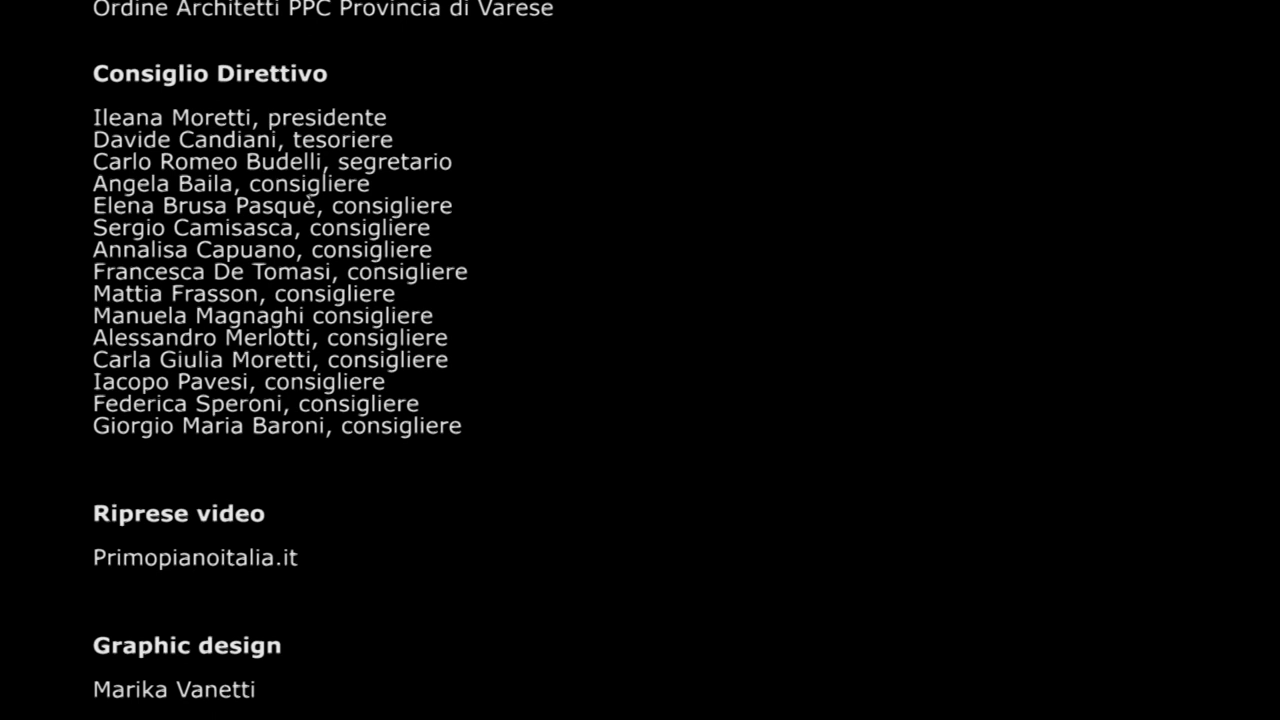 Ordine Architetti PPC Provincia di Varese
Consiglio Direttivo
Ileana Moretti, presidente
Davide Candiani, tesoriere
Carlo Romeo Budelli, segretario
Angela Baila, consigliere
Elena Brusa Pasquè, consigliere
Sergio Camisasca, consigliere
Annalisa Capuano, consigliere
Francesca De Tomasi, consigliere
Mattia Frasson, consigliere
Manuela Magnaghi consigliere
Alessandro Merlotti, consigliere
Carla Giulia Moretti, consigliere
Iacopo Pavesi, consigliere
Federica Speroni, consigliere
Giorgio Maria Baroni, consigliere
Riprese video
Primopianoitalia.it
Graphic design
Marika Vanetti